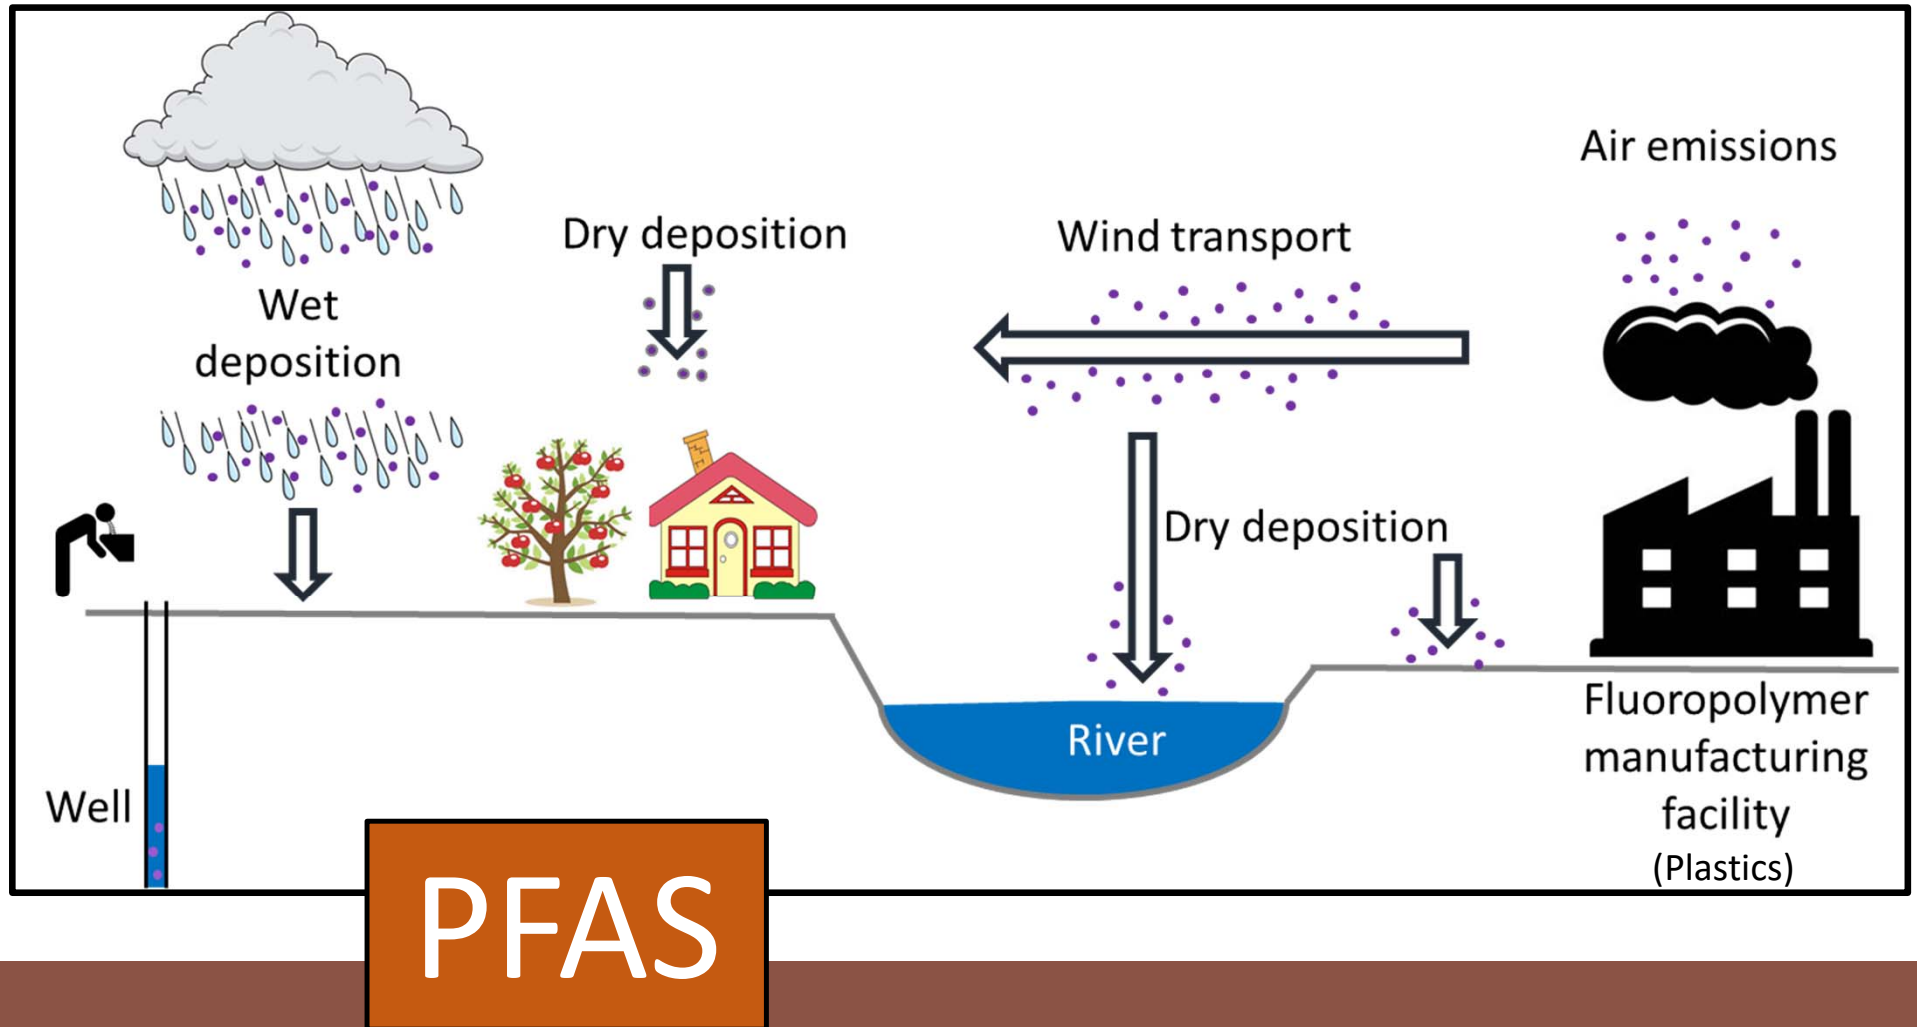 Air emissions
Dry deposition
Wind transport
Wet
deposition
Dry deposition
River
Fluoropolymer
manufacturing
facility
(Plastics)
Well
PFAS